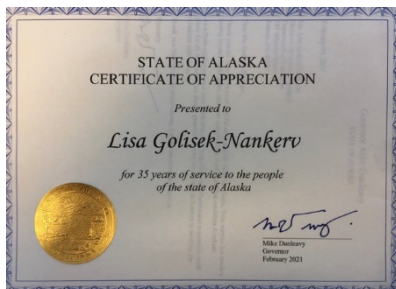 STATE OF ALASKA
CERTIFICATE OF APPRECIATION
Presented to
Lisa Golisek-Nankerv
for 35 years of service to the people
of the state of Alaska
Mike Dunleavy
Governor
February 2021